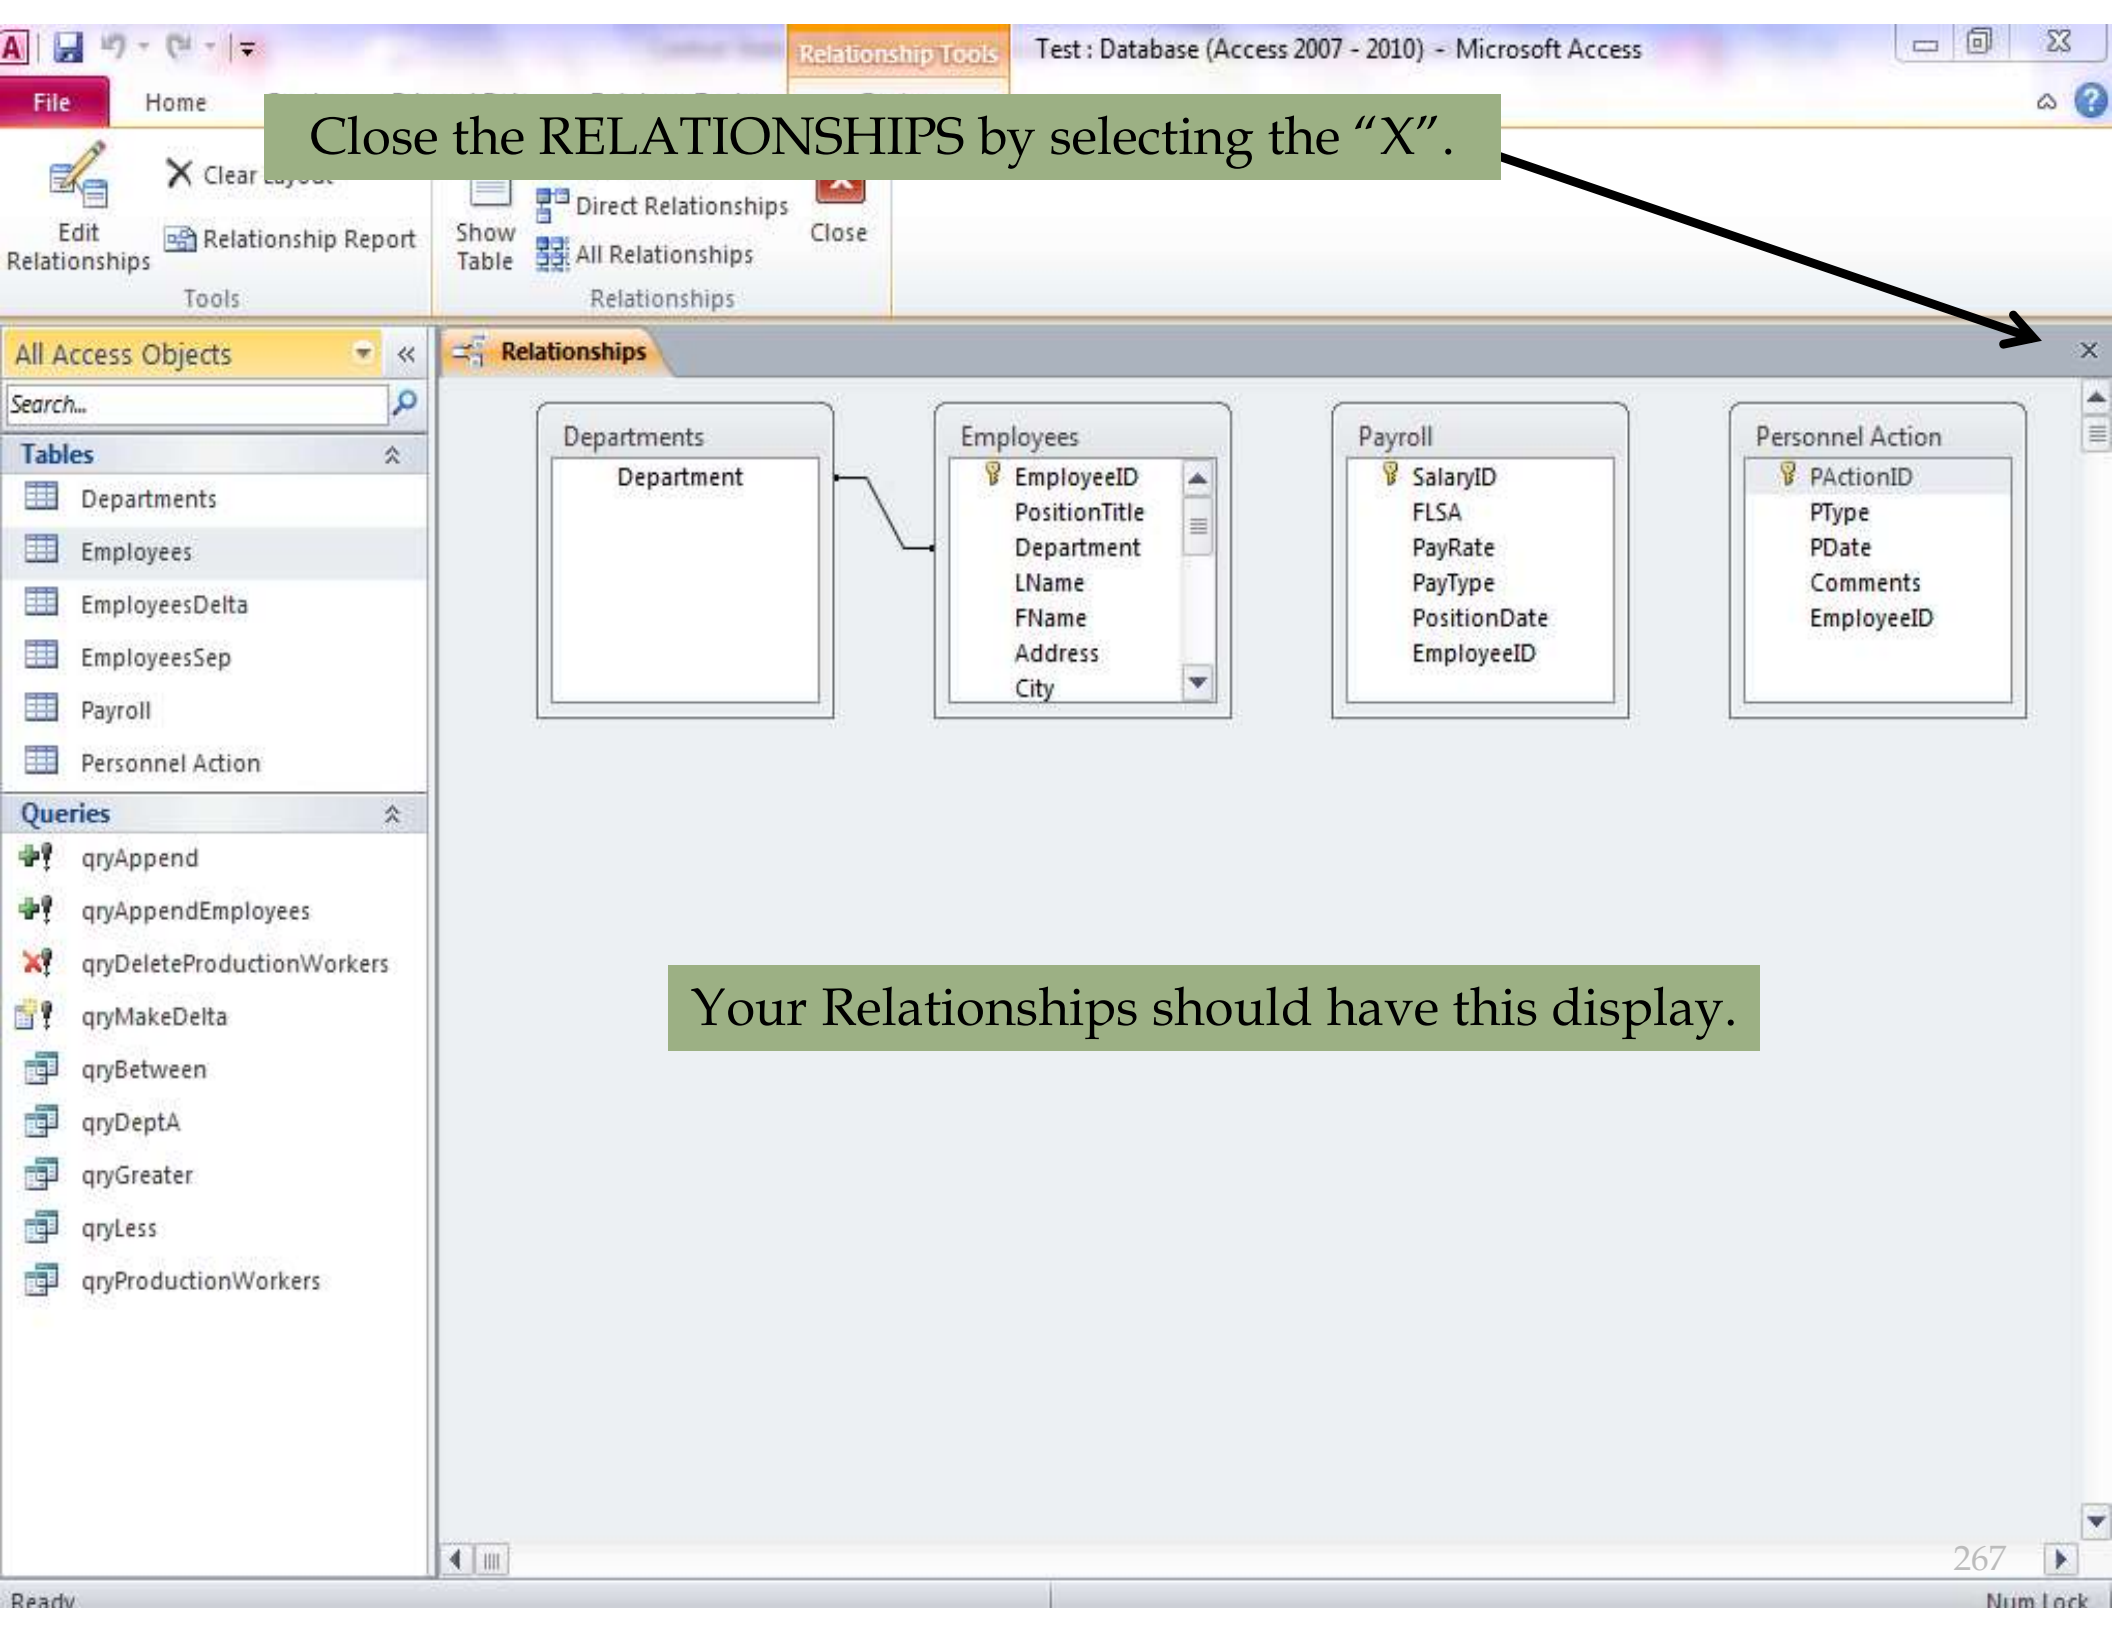 Relationship Tools
Test : Database (Access 2007 - 2010) - Microsoft Access
File
Home
Close the RELATIONSHIPS by selecting the “X”.
Clear Layout
Edit
Relationships
Relationship Report
Tools
Show
Table
Direct Relationships
All Relationships
Close
Relationships
All Access Objects
Search...
Tables
Departments
Employees
EmployeesDelta
EmployeesSep
Payroll
Personnel Action
Queries
qryAppend
qryAppendEmployees
qryDeleteProductionWorkers
qryMakeDelta
qryBetween
qryDeptA
qryGreater
qryLess
qryProductionWorkers
Relationships
Departments
Department
Employees
EmployeeID
PositionTitle
Department
LName
FName
Address
City
Payroll
SalaryID
FLSA
PayRate
PayType
PositionDate
EmployeeID
Personnel Action
PActionID
PType
PDate
Comments
EmployeeID
Your Relationships should have this display.
267
Ready
Num Lock